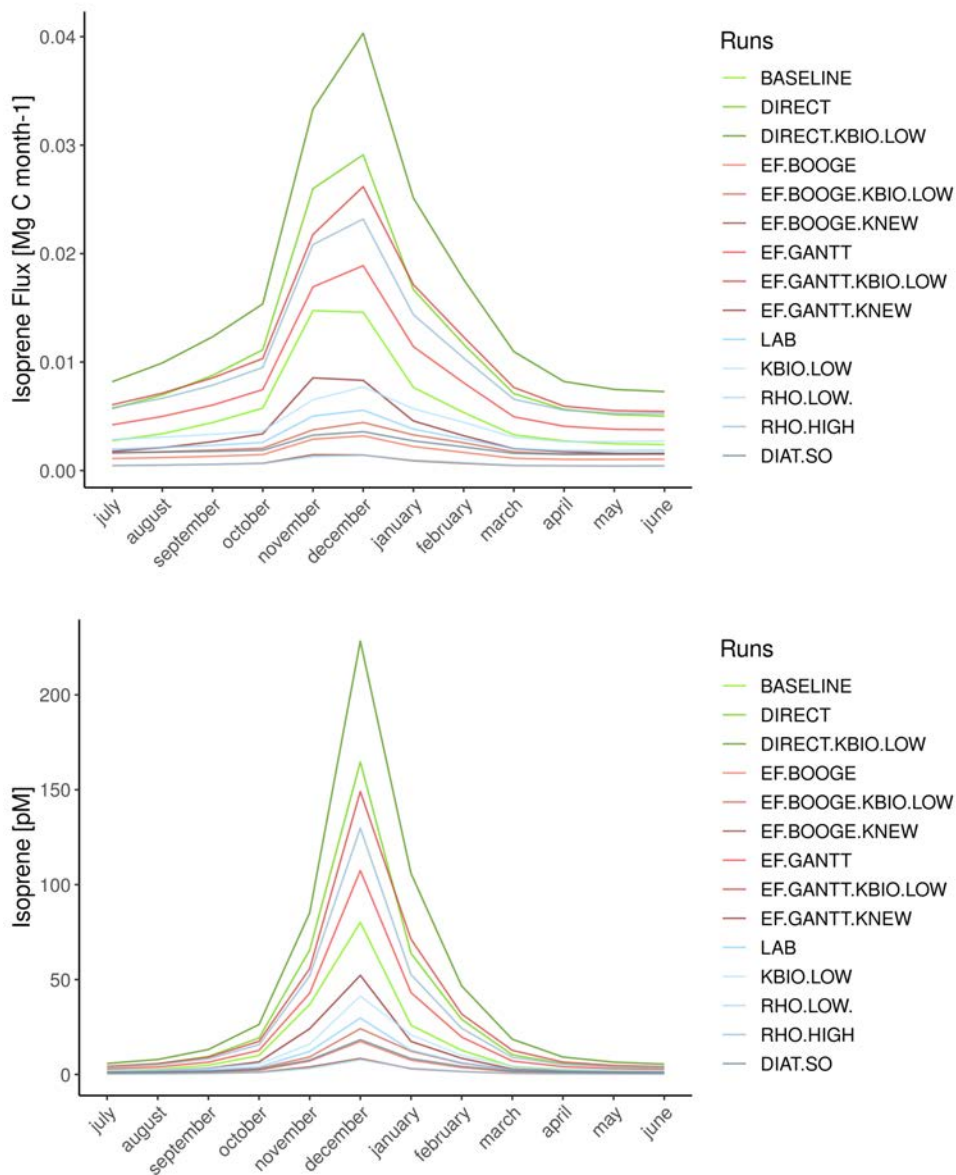 Isoprene Flux [Mg C month-1]
0.04
0.03
0.02
0.01
0.00
july
august
september
october
november
december
january
february
march
april
may
june
Runs
BASELINE
DIRECT
DIRECT.KBIO.LOW
EF.BOOGE
EF.BOOGE.KBIO.LOW
EF.BOOGE.KNEW
EF.GANTT
EF.GANTT.KBIO.LOW
EF.GANTT.KNEW
LAB
KBIO.LOW
RHO.LOW.
RHO.HIGH
DIAT.SO
Isoprene [pM]
200
150
100
50
0
july
august
september
october
november
december
january
february
march
april
may
june
Runs
BASELINE
DIRECT
DIRECT.KBIO.LOW
EF.BOOGE
EF.BOOGE.KBIO.LOW
EF.BOOGE.KNEW
EF.GANTT
EF.GANTT.KBIO.LOW
EF.GANTT.KNEW
LAB
KBIO.LOW
RHO.LOW.
RHO.HIGH
DIAT.SO